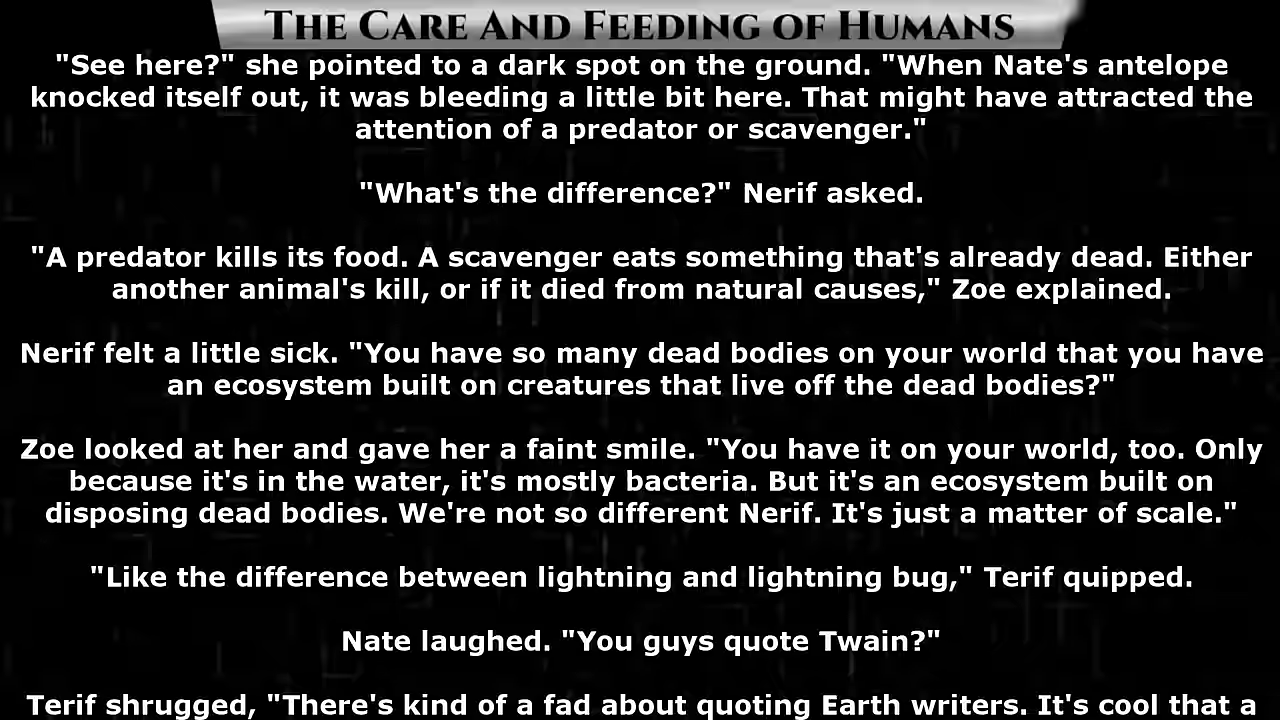 THE CARE AND FEEDING OF HUMANS
"See here?" she pointed to a dark spot on the ground. "When Nate's antelope
knocked itself out, it was bleeding a little bit here. That might have attracted the
attention of a predator or scavenger."
"What's the difference?" Nerif asked.
"A predator kills its food. A scavenger eats something that's already dead. Either
another animal's kill, or if it died from natural causes," Zoe explained.
Nerif felt a little sick. "You have so many dead bodies on your world that you have
an ecosystem built on creatures that live off the dead bodies?"
Zoe looked at her and gave her a faint smile. "You have it on your world, too. Only
because it's in the water, it's mostly bacteria. But it's an ecosystem built on
disposing dead bodies. We're not so different Nerif. It's just a matter of scale."
"Like the difference between lightning and lightning bug," Terif quipped.
Nate laughed. "You guys quote Twain?"
Terif shrugged, "There's kind of a fad about quoting Earth writers. It's cool that a